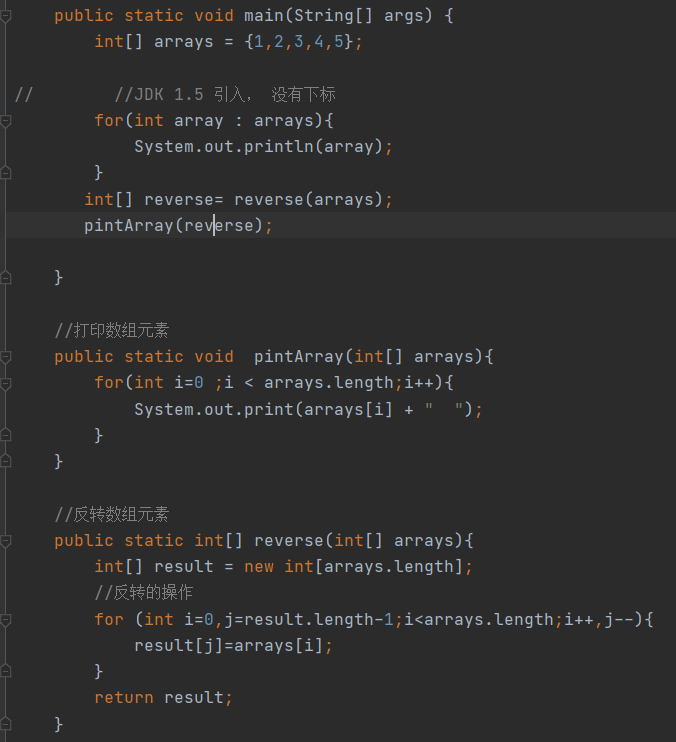 public static void main(String[] args) {
int[] arrays = {1,2,3,4,5};
//        //JDK 1.5 引入, 没有下标
for(int array : arrays){
System.out.println(array);
}
int[] reverse= reverse(arrays);
pintArray(reverse);
}
//打印数组元素
public static void  pintArray(int[] arrays){
for(int i=0 ;i < arrays.length;i++){
System.out.print(arrays[i] + "  ");
}
}
//反转数组元素
public static int[] reverse(int[] arrays){
int[] result = new int[arrays.length];
//反转的操作
for (int i=0,j=result.length-1;i<arrays.length;i++,j--){
result[j]=arrays[i];
}
return result;
}